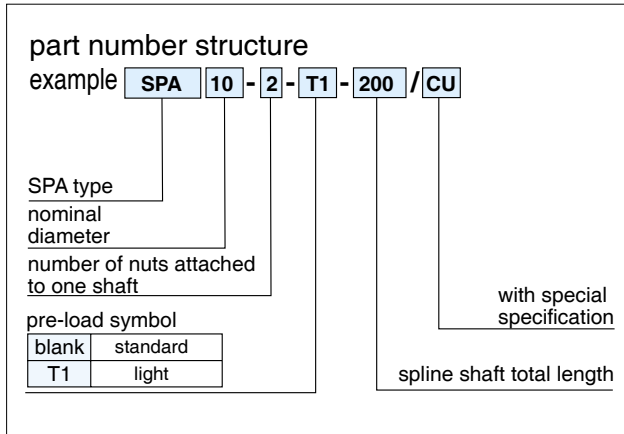 part number structure
example SPA 10 - 2 - T1 - 200 / CU
SPA type
nominal
diameter
number of nuts attached
to one shaft
pre-load symbol
blank standard
T1 light
with special
specification
spline shaft total length